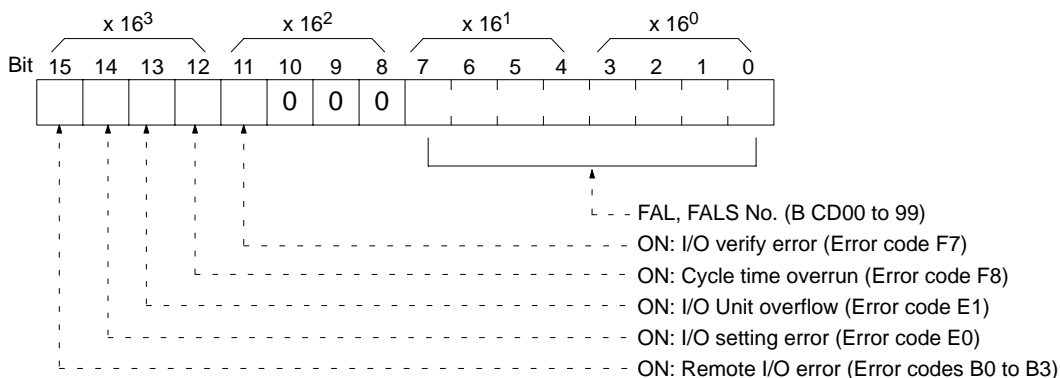 x 16³ x 16² x 16¹ x 16⁰
Bit 15 14 13 12 11 10 9 8 7 6 5 4 3 2 1 0
0 0 0
FAL, FALS No. (B CD00 to 99)
ON: I/O verify error (Error code F7)
ON: Cycle time overrun (Error code F8)
ON: I/O Unit overflow (Error code E1)
ON: I/O setting error (Error code E0)
ON: Remote I/O error (Error codes B0 to B3)